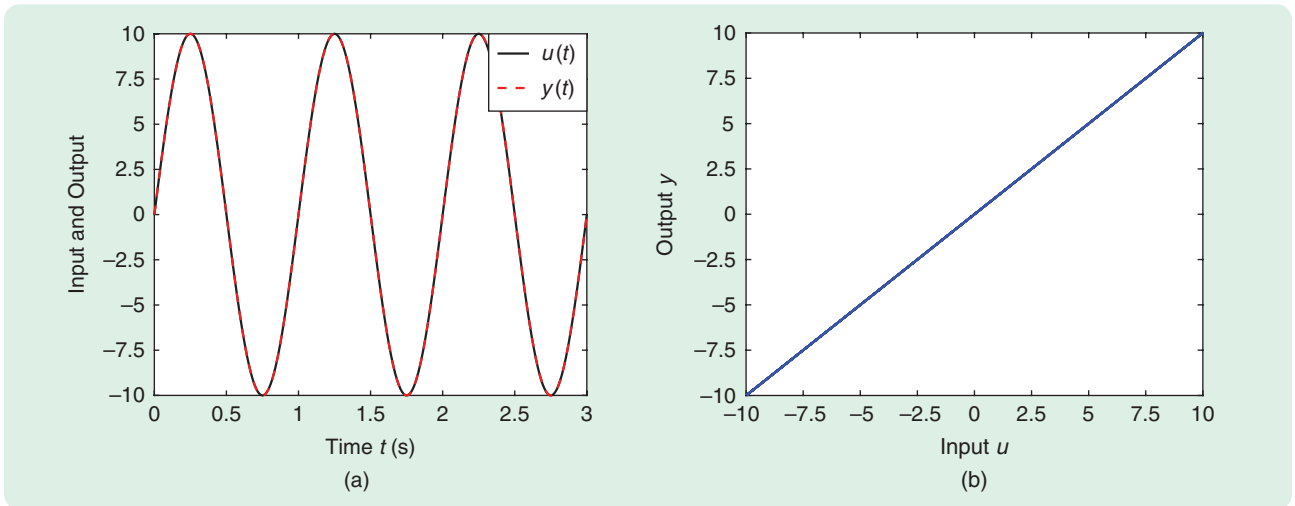 10
7.5
5
2.5
0
–2.5
–5
–7.5
–10
Input and Output
0 0.5 1 1.5 2 2.5 3
Time t (s)
(a)
u(t)
y(t)
10
7.5
5
2.5
0
–2.5
–5
–7.5
–10
Output y
–10 –7.5 –5 –2.5 0 2.5 5 7.5 10
Input u
(b)